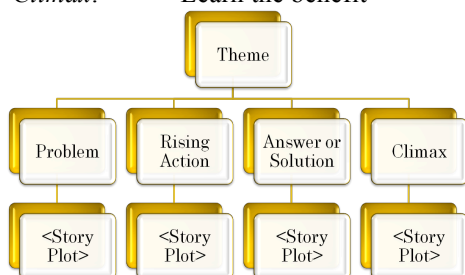 Climax: Learn the benefit
Theme
Problem
Rising
Action
Answer or
Solution
Climax
<Story
Plot>
<Story
Plot>
<Story
Plot>
<Story
Plot>